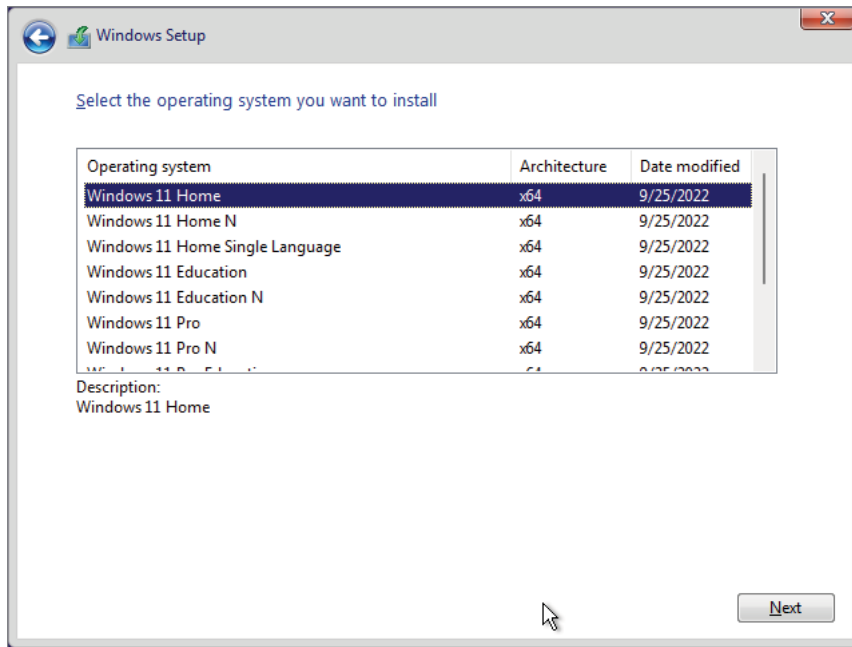 Windows Setup
Select the operating system you want to install
Operating system Architecture Date modified
Windows 11 Home x64 9/25/2022
Windows 11 Home N x64 9/25/2022
Windows 11 Home Single Language x64 9/25/2022
Windows 11 Education x64 9/25/2022
Windows 11 Education N x64 9/25/2022
Windows 11 Pro x64 9/25/2022
Windows 11 Pro N x64 9/25/2022
Description:
Windows 11 Home
Next